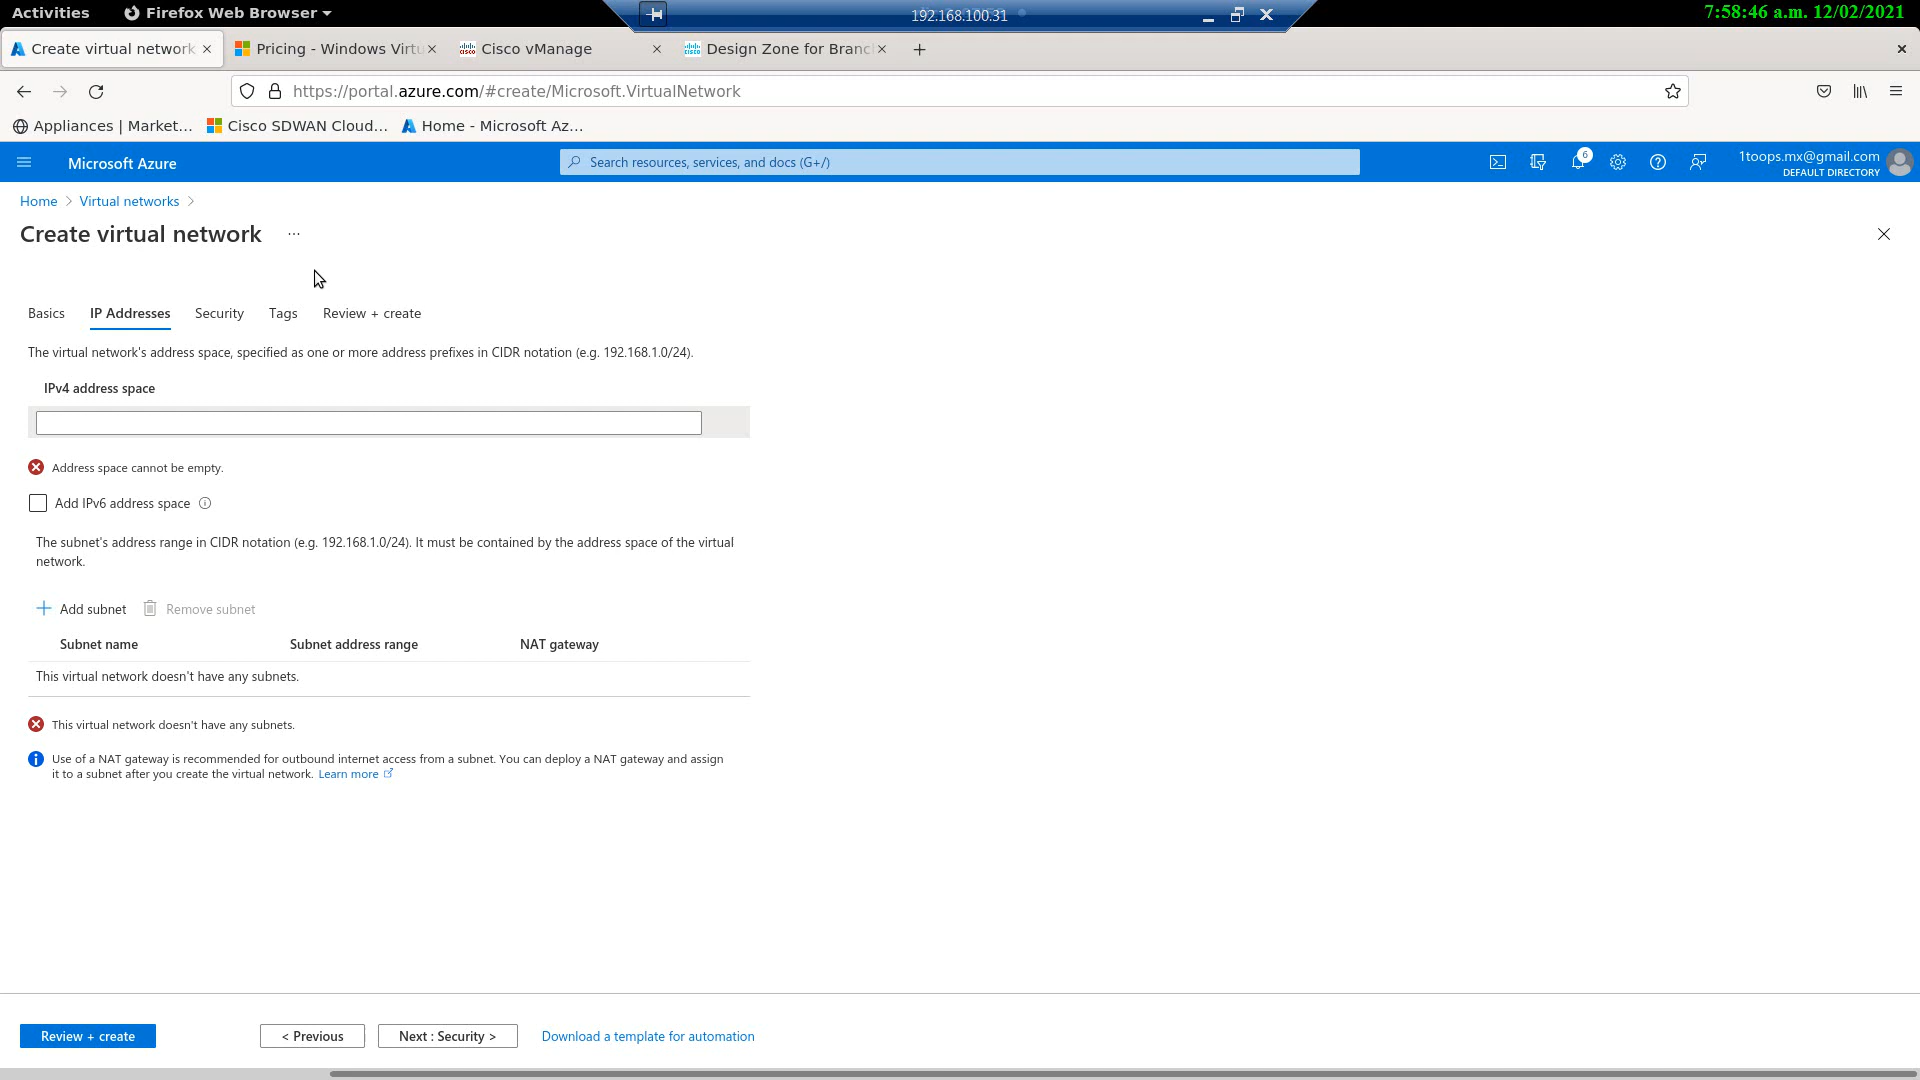 Activities
Firefox Web Browser
192.168.100.31
7:58:46 a.m. 12/02/2021
Create virtual network
Pricing - Windows Virtu
Cisco vManage
Design Zone for Branc
https://portal.azure.com/#create/Microsoft.VirtualNetwork
Appliances | Market...
Cisco SDWAN Cloud...
Home - Microsoft Az...
Microsoft Azure
Search resources, services, and docs (G+/)
6
1toops.mx@gmail.com
DEFAULT DIRECTORY
Home > Virtual networks >
Create virtual network ...
Basics
IP Addresses
Security
Tags
Review + create
The virtual network's address space, specified as one or more address prefixes in CIDR notation (e.g. 192.168.1.0/24).
IPv4 address space
Address space cannot be empty.
Add IPv6 address space
The subnet's address range in CIDR notation (e.g. 192.168.1.0/24). It must be contained by the address space of the virtual
network.
+ Add subnet
Remove subnet
Subnet name
Subnet address range
NAT gateway
This virtual network doesn't have any subnets.
This virtual network doesn't have any subnets.
Use of a NAT gateway is recommended for outbound internet access from a subnet. You can deploy a NAT gateway and assign
it to a subnet after you create the virtual network. Learn more
Review + create
< Previous
Next : Security >
Download a template for automation